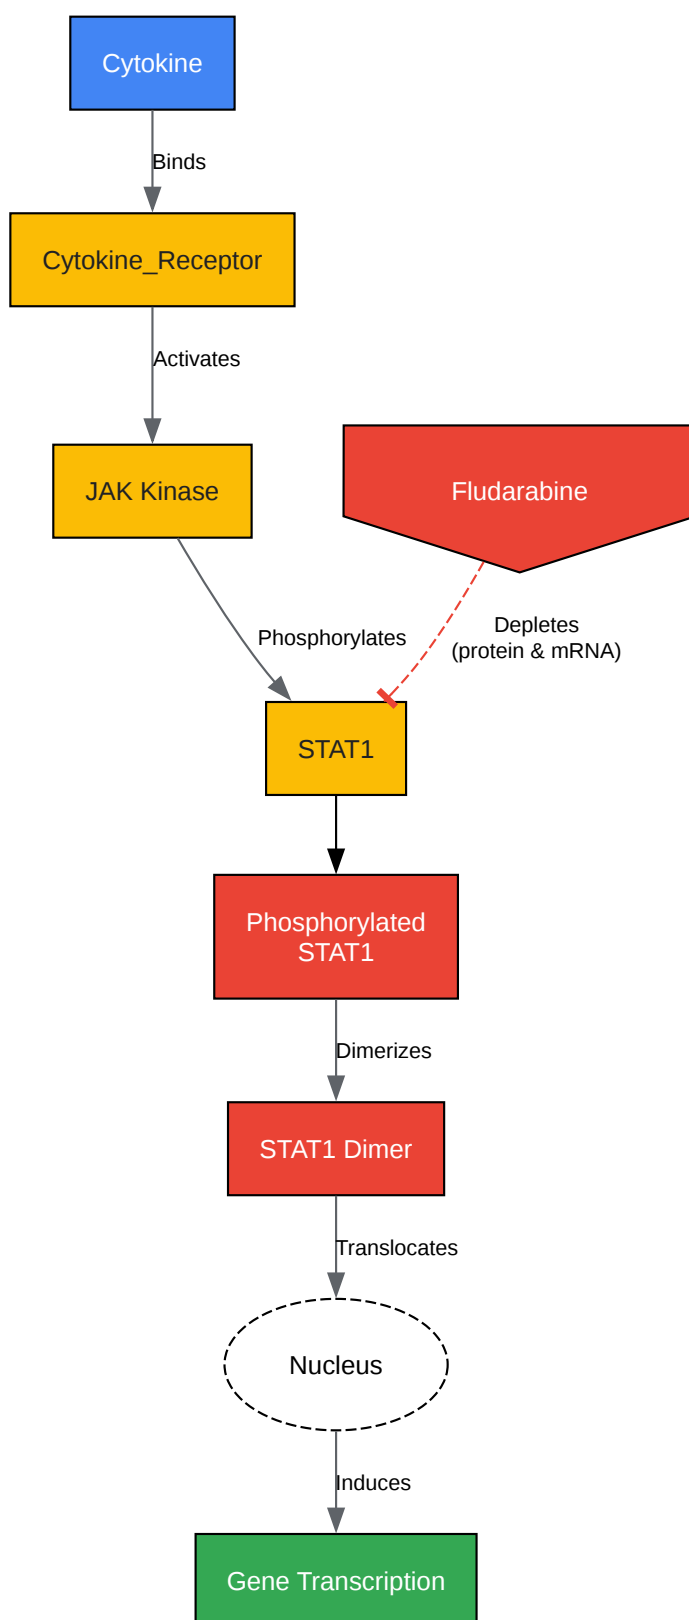 Cytokine
Binds
Cytokine_Receptor
Activates
JAK Kinase
Fludarabine
Phosphorylates
Depletes
(protein & mRNA)
STAT1
Phosphorylated
STAT1
Dimerizes
STAT1 Dimer
Translocates
Nucleus
Induces
Gene Transcription